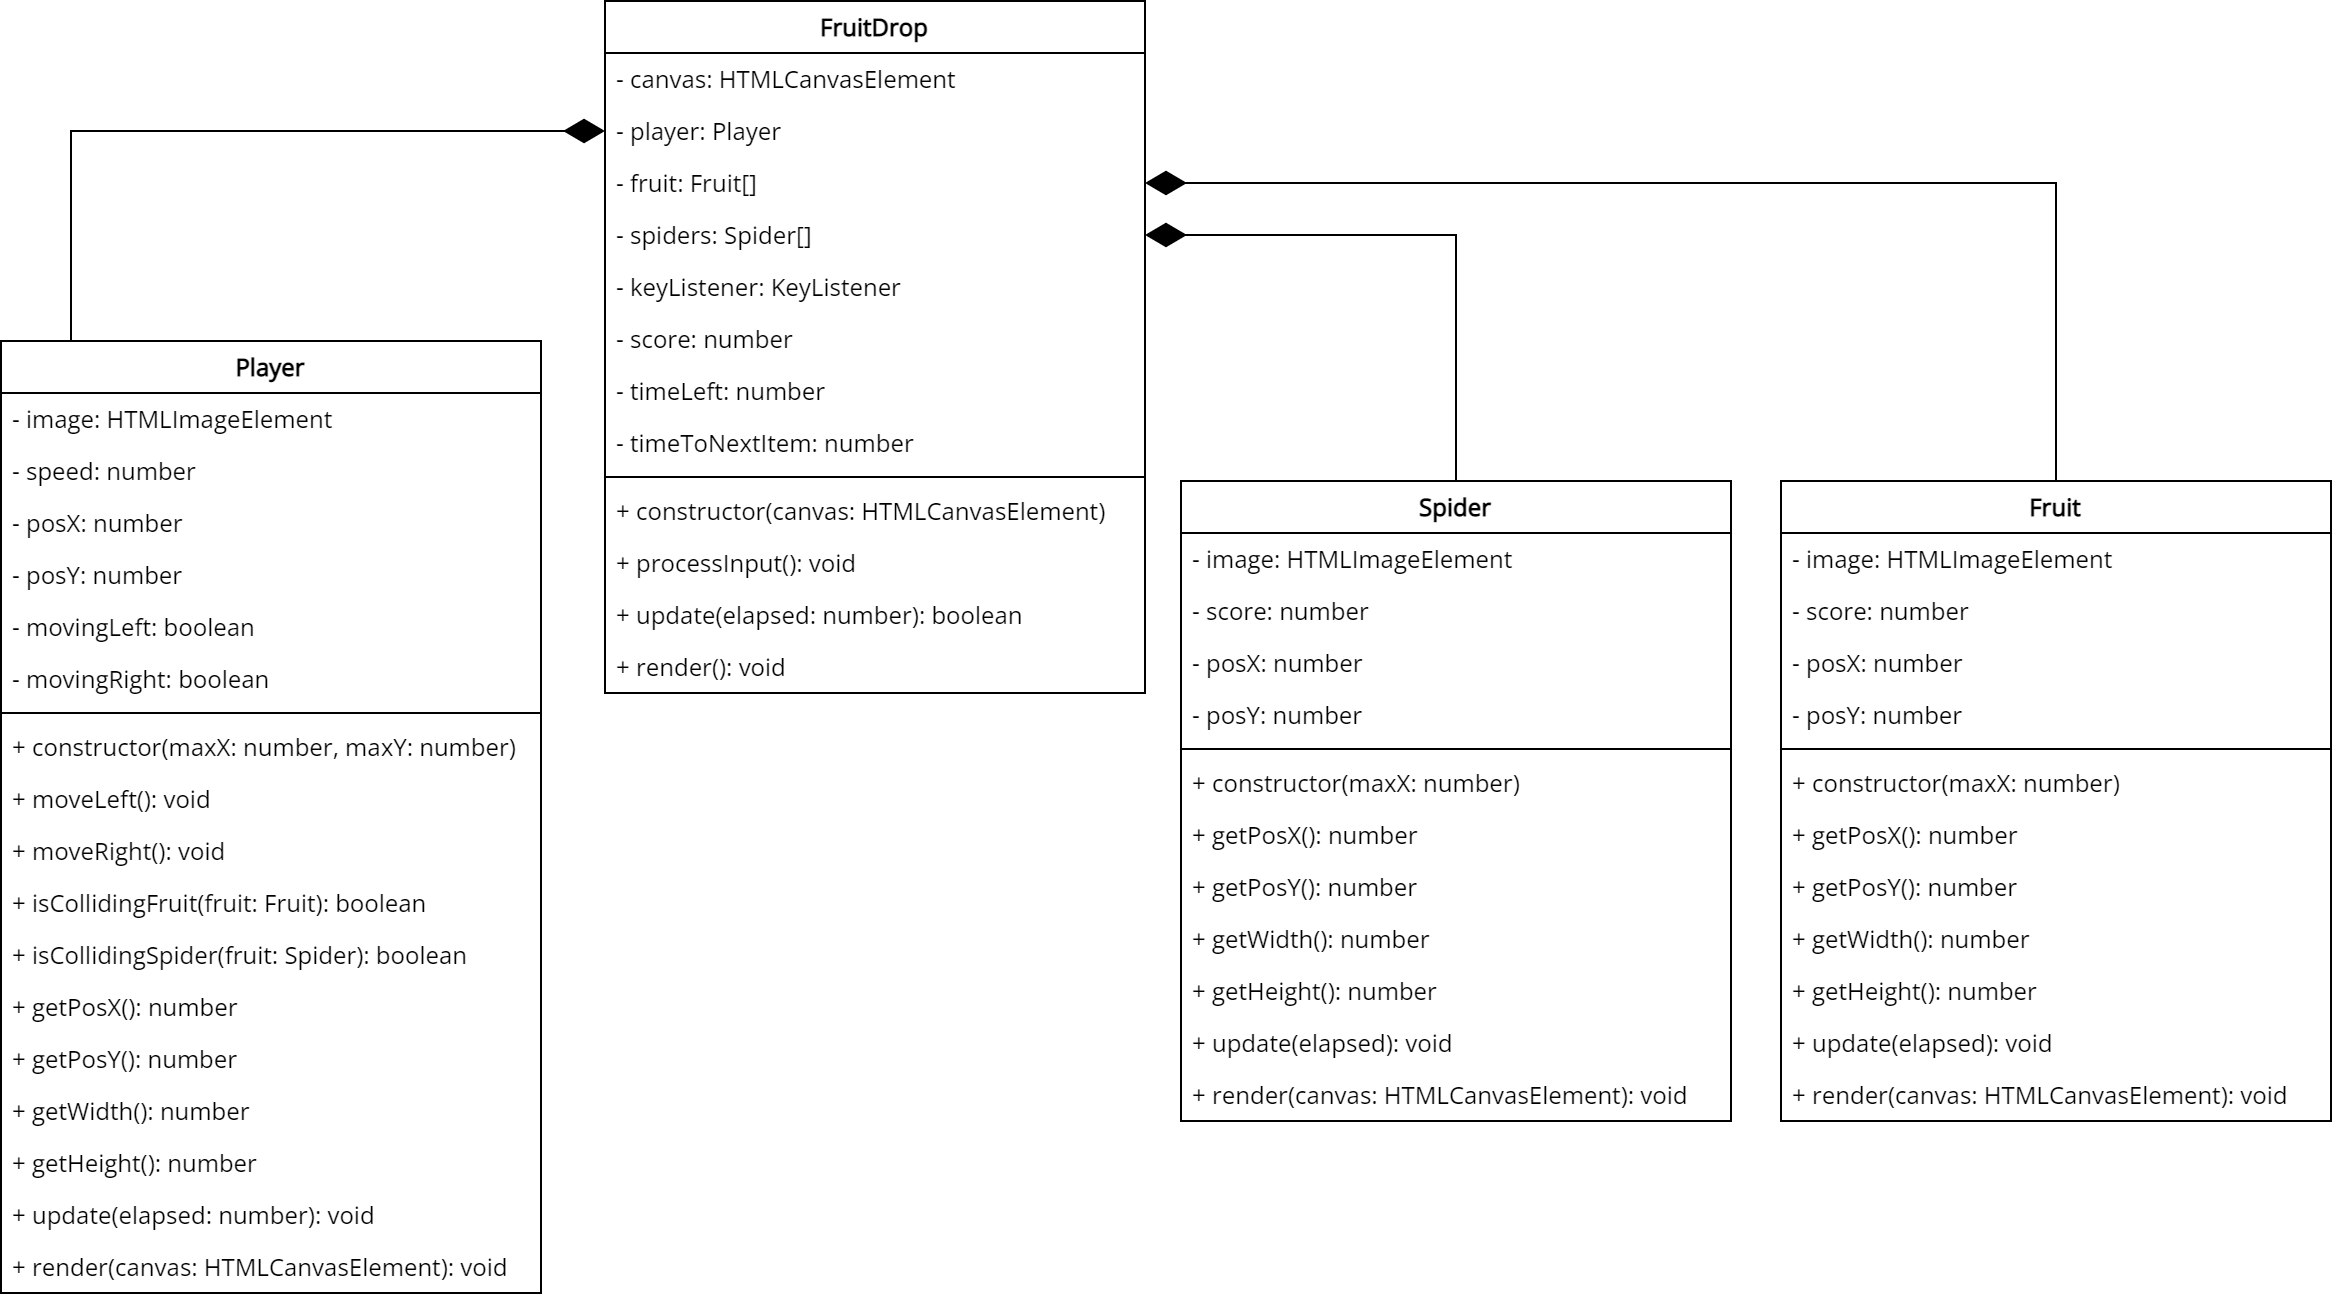 FruitDrop
- canvas: HTMLCanvasElement
- player: Player
- fruit: Fruit[]
- spiders: Spider[]
- keyListener: KeyListener
- score: number
- timeLeft: number
- timeToNextItem: number
+ constructor(canvas: HTMLCanvasElement)
+ processInput(): void
+ update(elapsed: number): boolean
+ render(): void
Player
- image: HTMLImageElement
- speed: number
- posX: number
- posY: number
- movingLeft: boolean
- movingRight: boolean
+ constructor(maxX: number, maxY: number)
+ moveLeft(): void
+ moveRight(): void
+ isCollidingFruit(fruit: Fruit): boolean
+ isCollidingSpider(fruit: Spider): boolean
+ getPosX(): number
+ getPosY(): number
+ getWidth(): number
+ getHeight(): number
+ update(elapsed: number): void
+ render(canvas: HTMLCanvasElement): void
Spider
- image: HTMLImageElement
- score: number
- posX: number
- posY: number
+ constructor(maxX: number)
+ getPosX(): number
+ getPosY(): number
+ getWidth(): number
+ getHeight(): number
+ update(elapsed): void
+ render(canvas: HTMLCanvasElement): void
Fruit
- image: HTMLImageElement
- score: number
- posX: number
- posY: number
+ constructor(maxX: number)
+ getPosX(): number
+ getPosY(): number
+ getWidth(): number
+ getHeight(): number
+ update(elapsed): void
+ render(canvas: HTMLCanvasElement): void